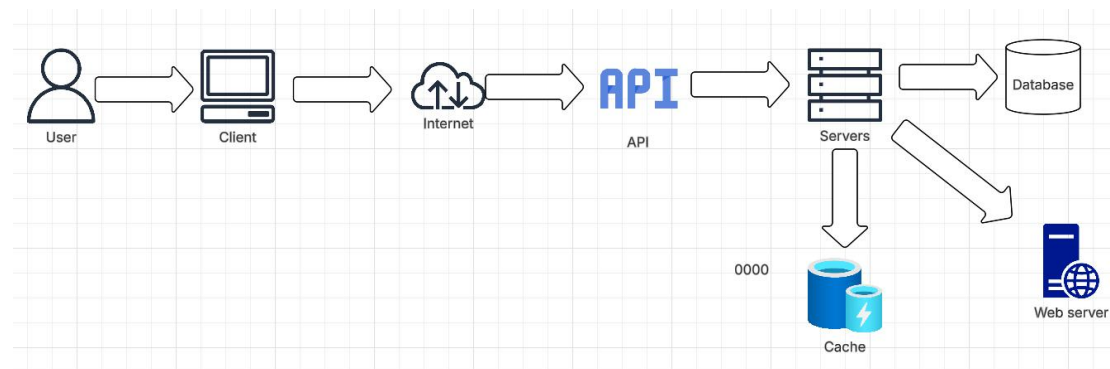 API
Database
User
Client
Internet
API
Servers
0000
Web server
Cache